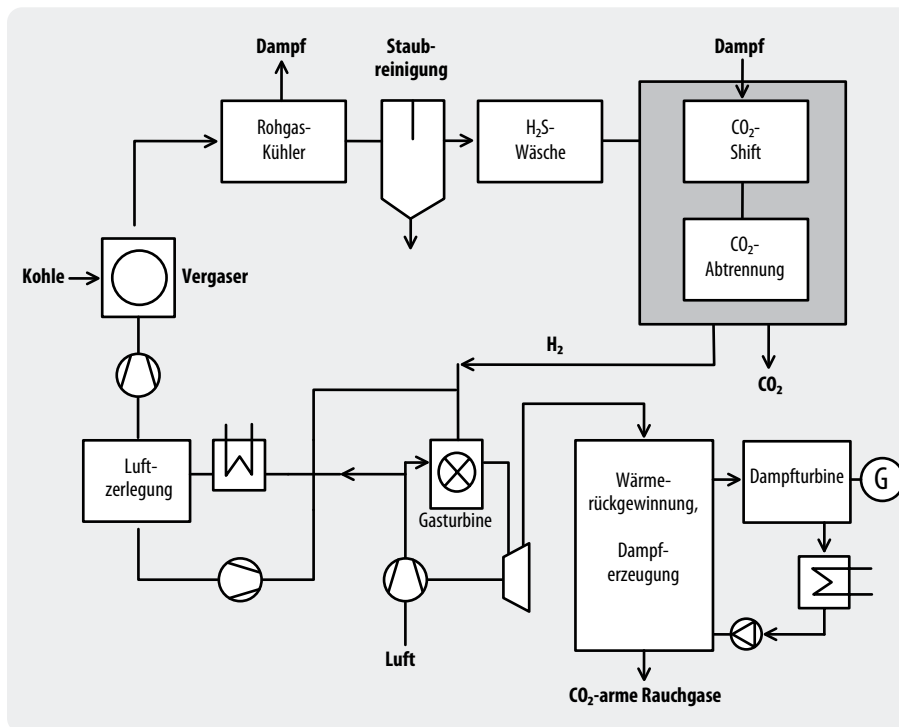 Dampf
Staub-
reinigung
Dampf
Rohgas-
Kühler
H₂S-
Wäsche
CO₂-
Shift
CO₂-
Abtrennung
Kohle
Vergaser
H₂
CO₂
Luft-
zerlegung
Gasturbine
Wärme-
rückgewinnung,
Dampf-
erzeugung
Dampfturbine
G
Luft
CO₂-arme Rauchgase